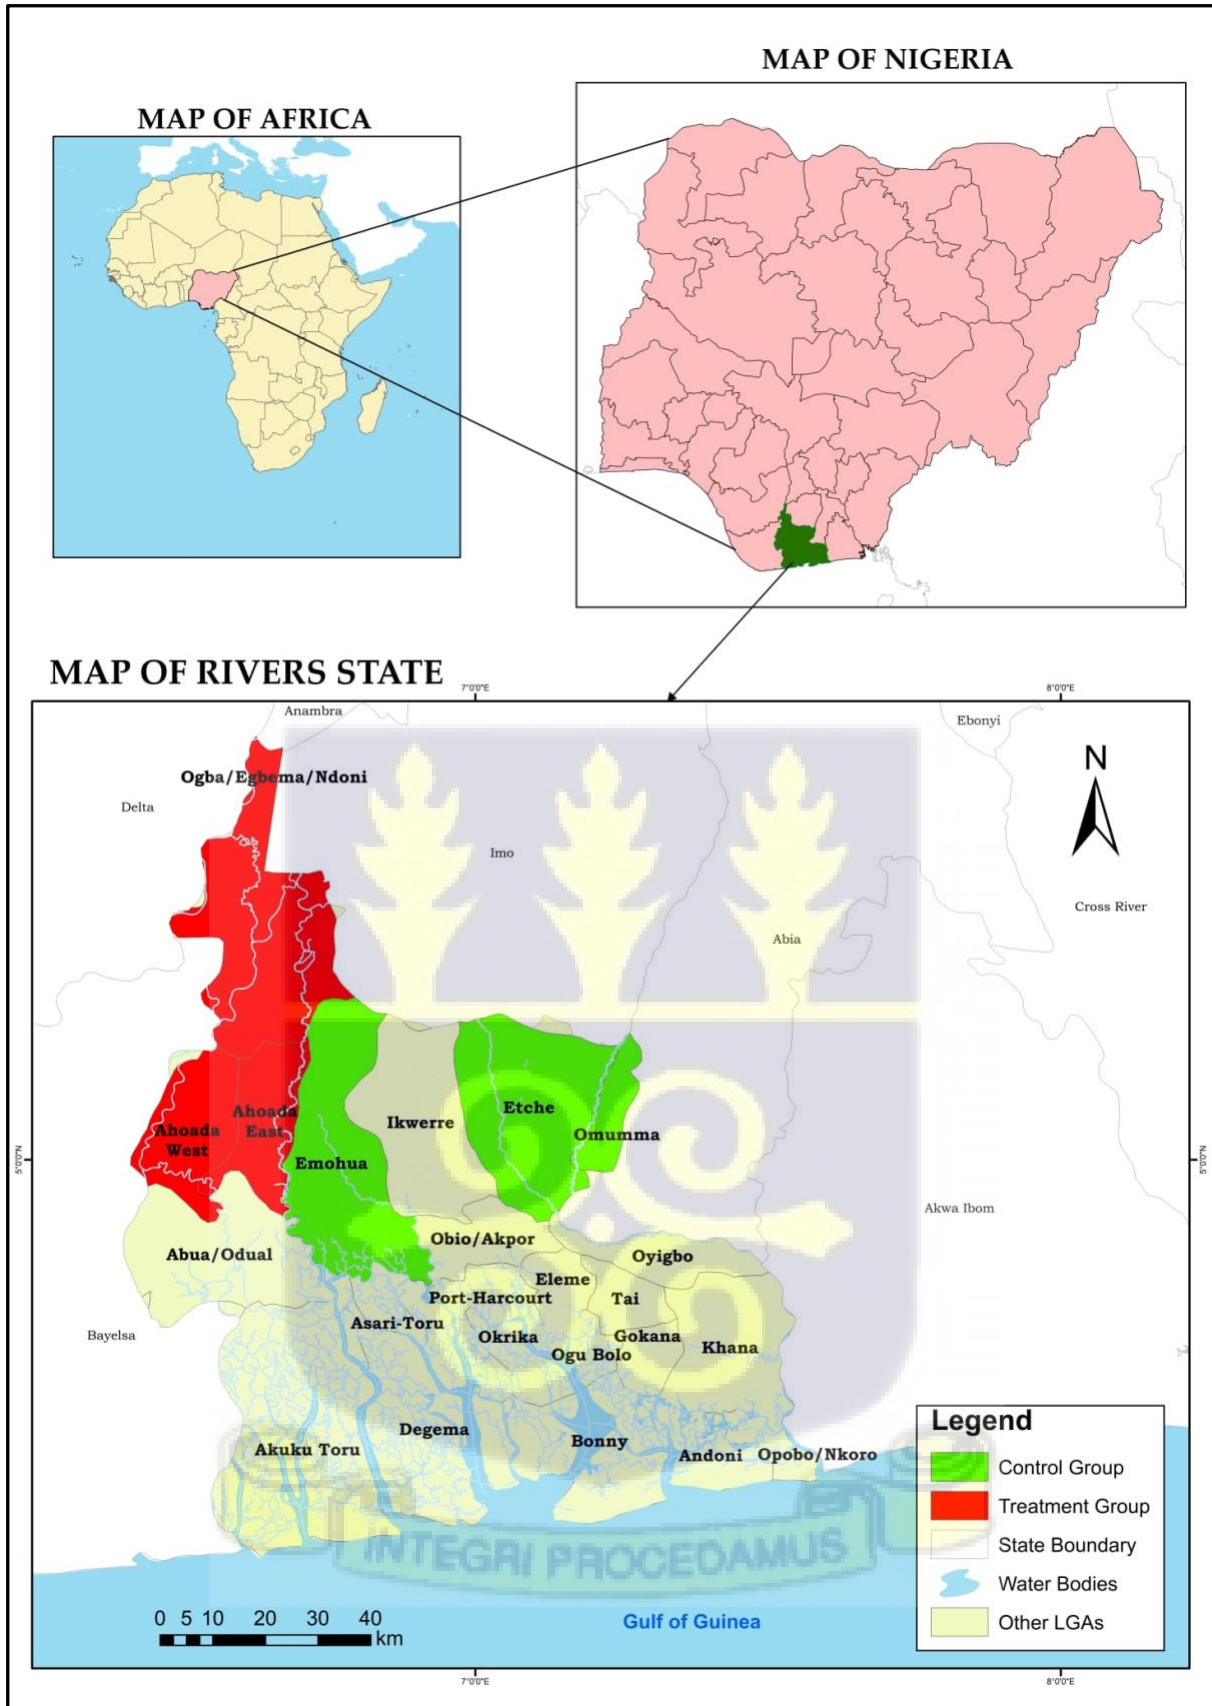 MAP OF NIGERIA
MAP OF AFRICA
MAP OF RIVERS STATE
7°0'0"E
8°0'0"E
Anambra
Ebonyi
N
Ogba/Egbema/Ndoni
Delta
Imo
Cross River
Abia
Ahoada
East
Etche
Ikwerre
Ahoada
West
Omumma
Emohua
5°0'0"N
5°0'0"N
Akwa Ibom
Obio/Akpor
Abua/Odual
Oyigbo
Eleme
Port-Harcourt
Tai
Bayelsa
Asari-Toru
Okrika
Gokana
Khana
Ogu Bolo
Degema
Bonny
Akuku Toru
Andoni
Opobo/Nkoro
Legend
Control Group
Treatment Group
State Boundary
Water Bodies
Other LGAs
INTEGRI PROCEDAMUS
Gulf of Guinea
0 5 10 20 30 40
km
7°0'0"E
8°0'0"E